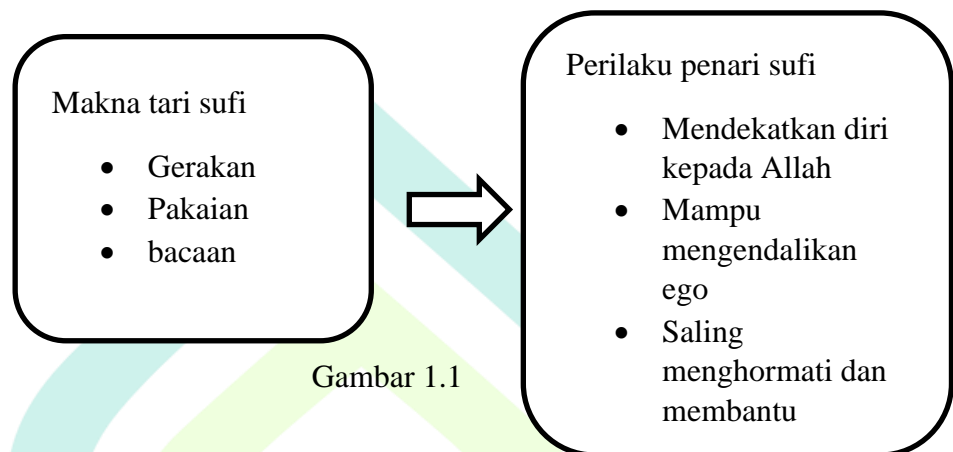 Makna tari sufi
• Gerakan
• Pakaian
• bacaan
Perilaku penari sufi
• Mendekatkan diri
kepada Allah
• Mampu
mengendalikan
ego
• Saling
menghormati dan
membantu
Gambar 1.1